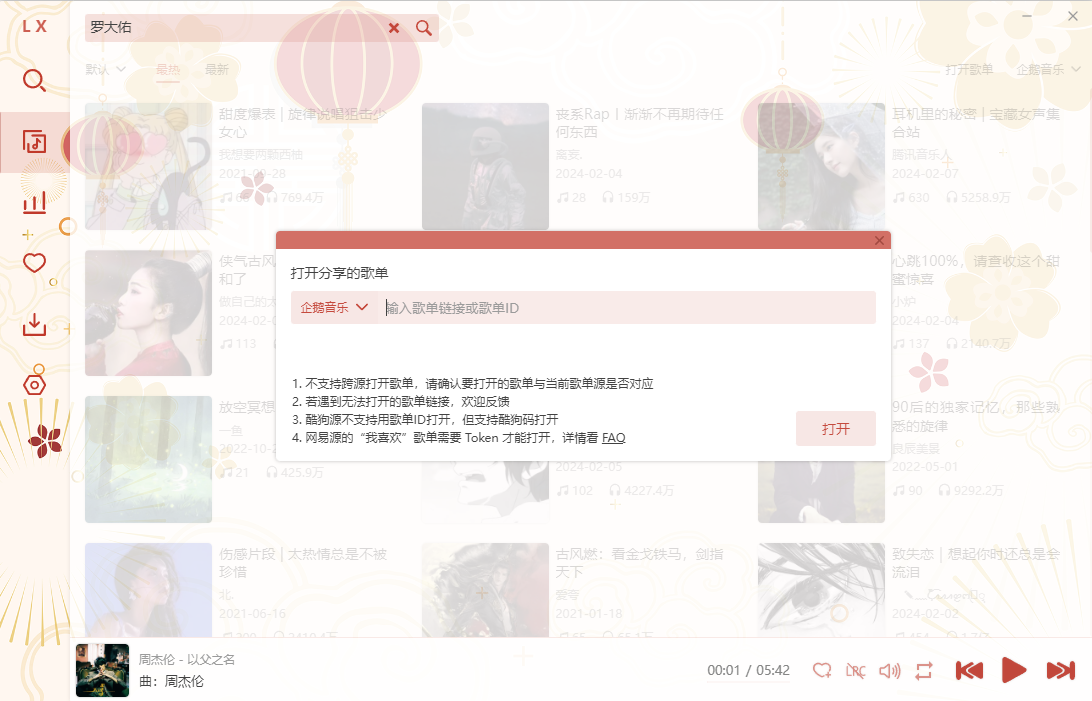 LX
罗大佑
默认
最热
最新
打开歌单
企鹅音乐
甜度爆表 | 旋律说唱狙击少
女心
我想要两颗西柚
2021-09-28
769.4万
丧系Rap丨渐渐不再期待任
何东西
离变.
2024-02-04
28
159万
耳机里的秘密 | 宝藏女声集
合站
腾讯音乐人
2024-02-07
630
5258.9万
打开分享的歌单
企鹅音乐
输入歌单链接或歌单ID
1. 不支持跨源打开歌单，请确认要打开的歌单与当前歌单源是否对应
2. 若遇到无法打开的歌单链接，欢迎反馈
3. 酷狗源不支持用歌单ID打开，但支持酷狗码打开
4. 网易源的“我喜欢”歌单需要 Token 才能打开，详情看 FAQ
打开
侠气古风
和了
做自己的太
2024-02-0
113
心跳100%，请查收这个甜
蜜惊喜
小炉
2024-02-04
137
2140.7万
放空冥想
一鱼
2022-10-2
21
425.9万
2024-02-05
102
4227.4万
90后的独家记忆，那些熟
悉的旋律
良辰美景
2022-05-01
90
9292.2万
伤感片段 | 太热情总是不被
珍惜
北.
2021-06-16
古风燃：看金戈铁马，剑指
天下
爱夸
2021-01-18
致失恋 | 想起你时还总是会
流泪
2024-02-02
周杰伦 - 以父之名
曲：周杰伦
00:01 / 05:42
LRC